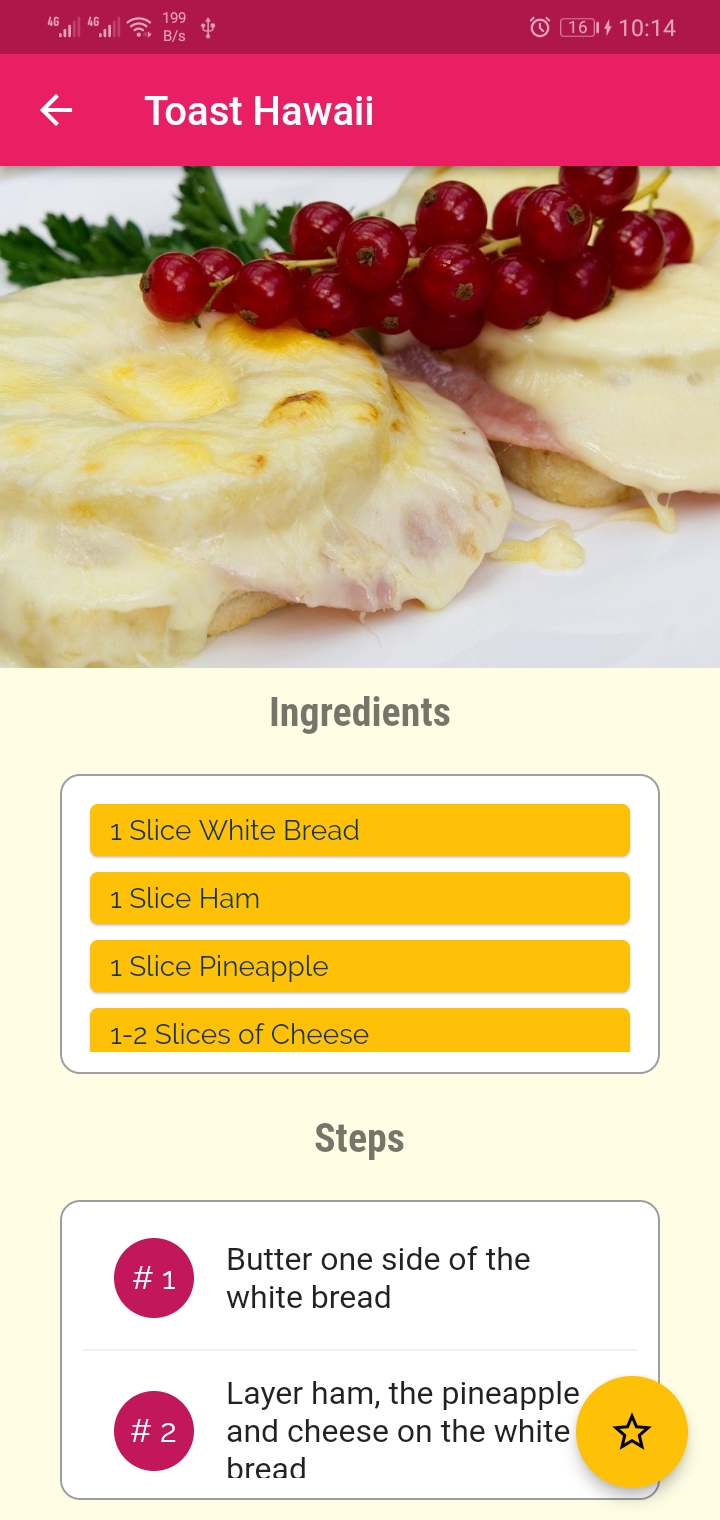 4G 4G 199 B/s 16 10:14
Toast Hawaii
Ingredients
1 Slice White Bread
1 Slice Ham
1 Slice Pineapple
1-2 Slices of Cheese
Steps
# 1
Butter one side of the
white bread
# 2
Layer ham, the pineapple
and cheese on the white
bread